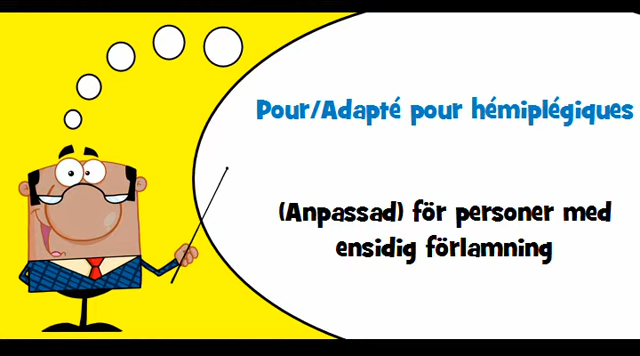 Pour/Adapté pour hémiplégiques
(Anpassad) för personer med
ensidig förlamning